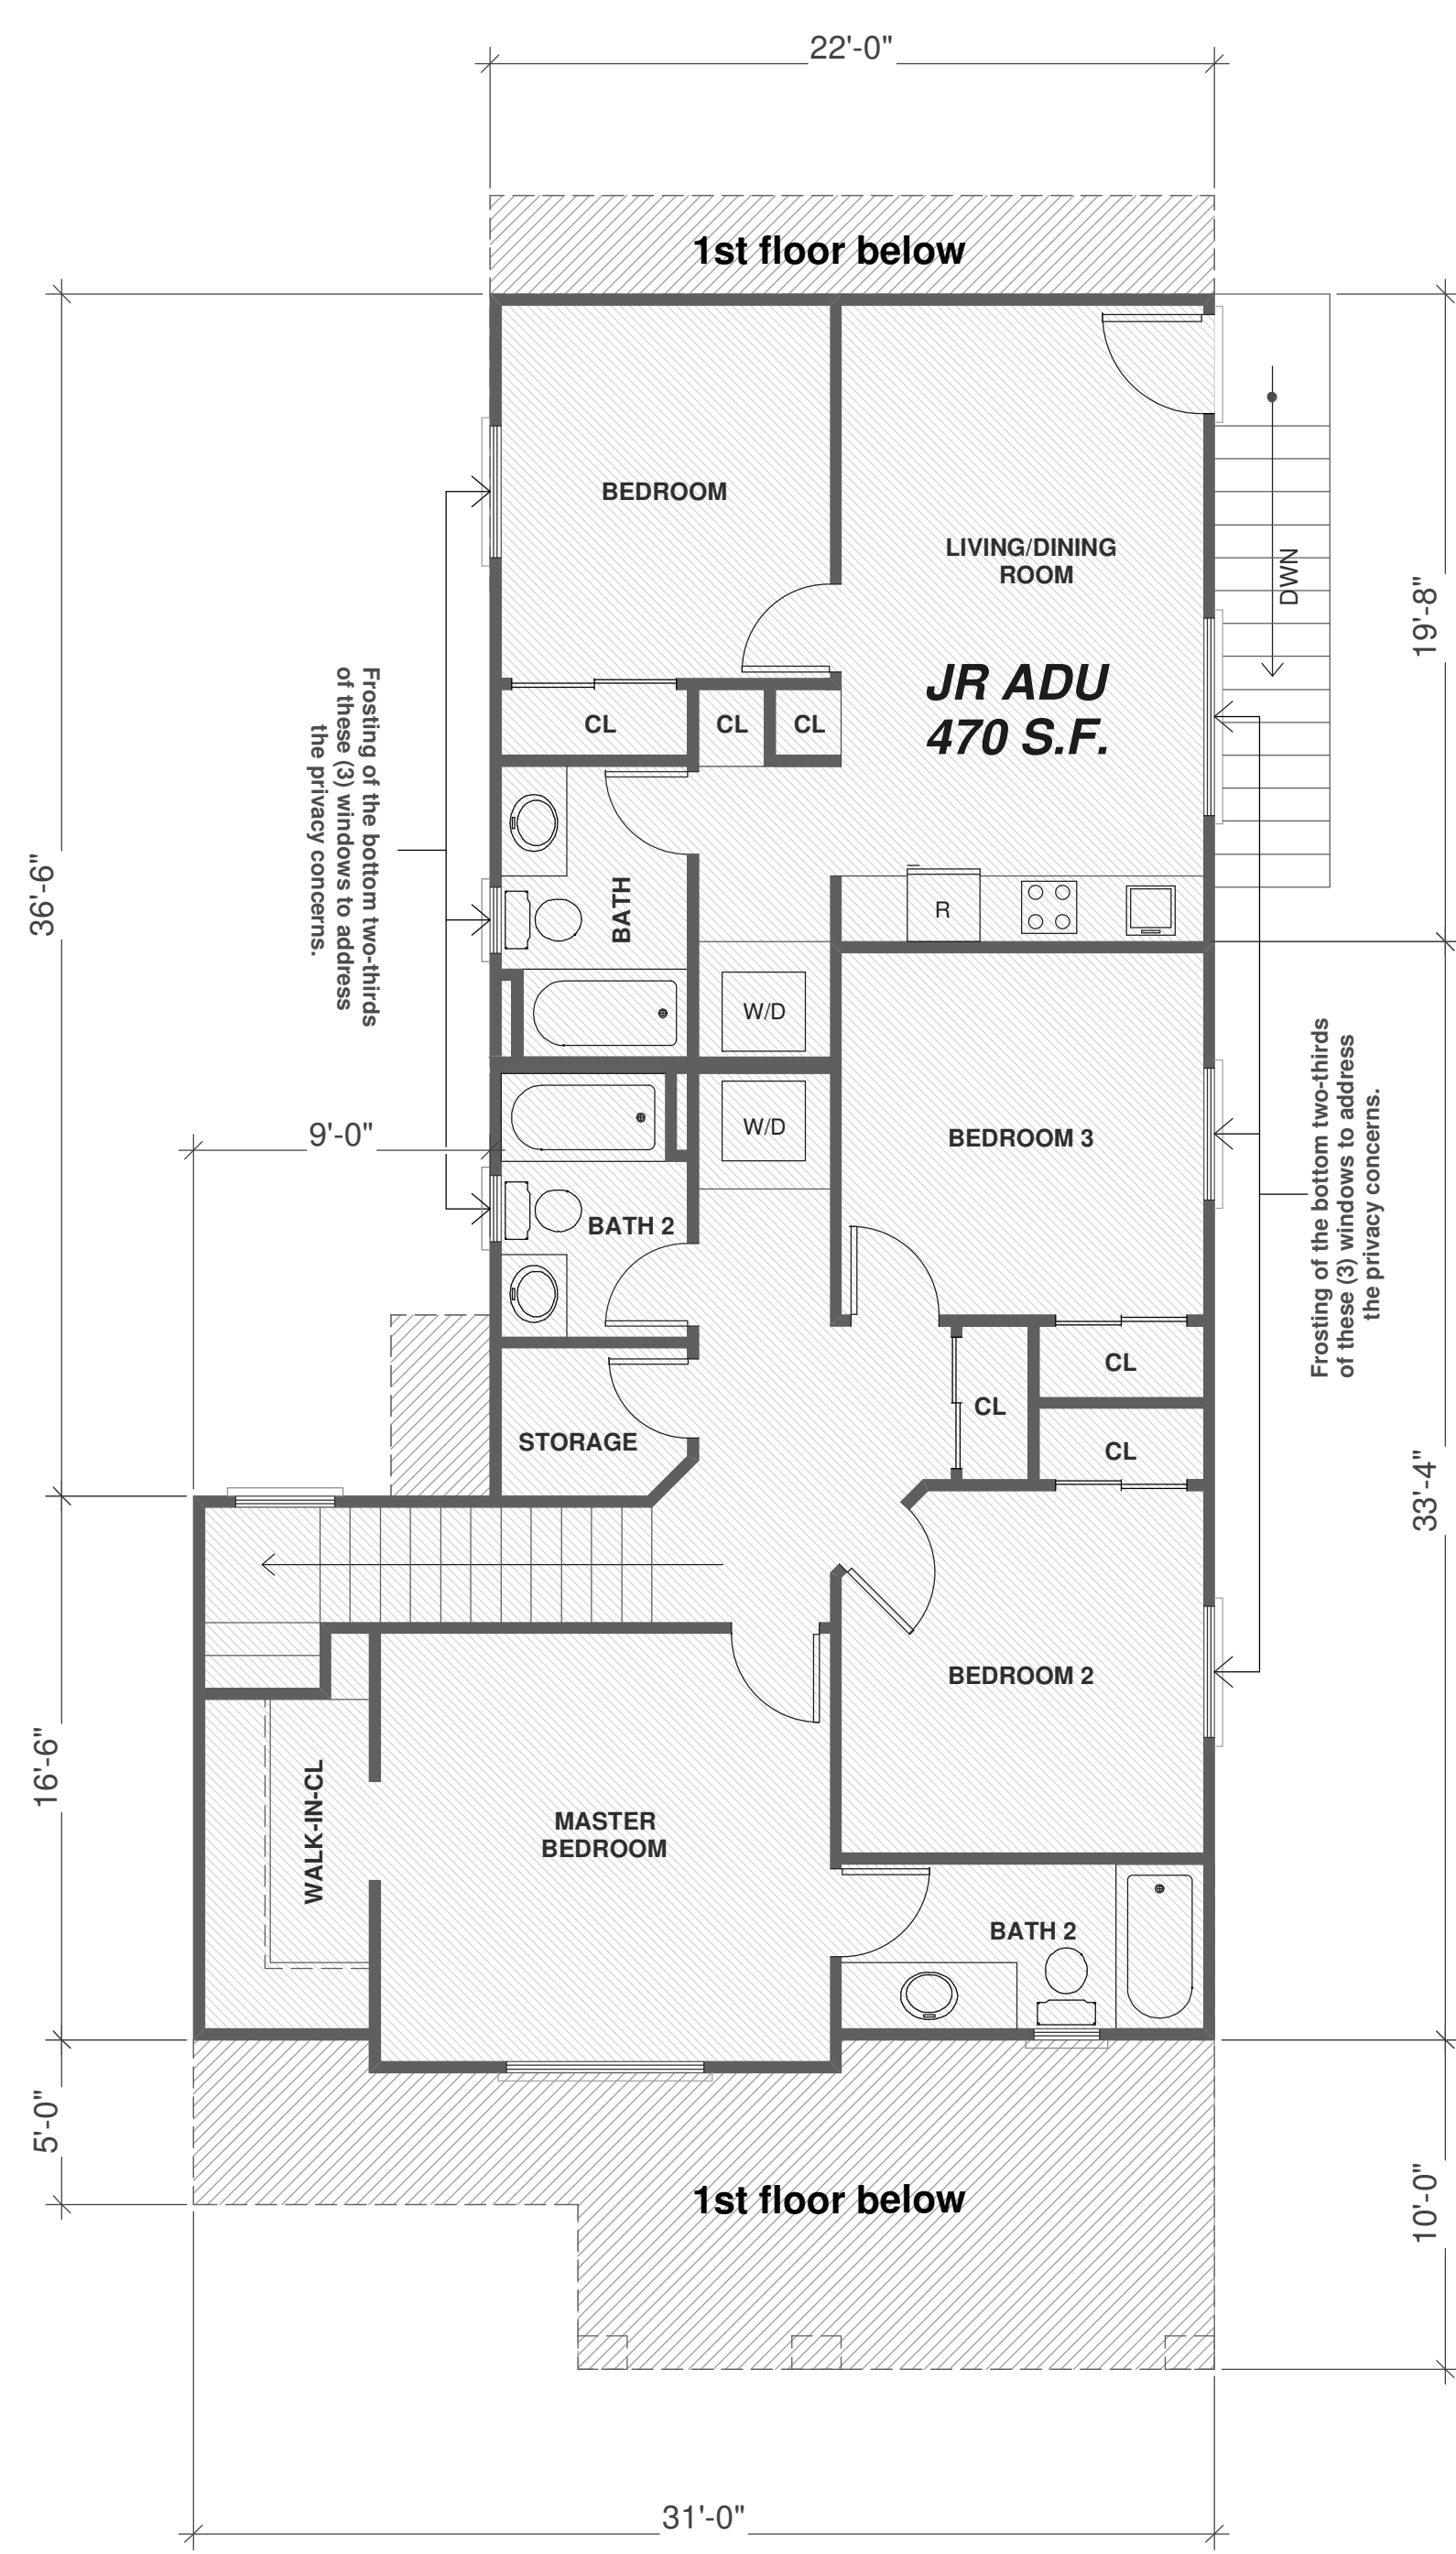 22'-0"
1st floor below
BEDROOM
LIVING/DINING
ROOM
DWN
19'-8"
JR ADU
470 S.F.
CL
CL
CL
Frosting of the bottom two-thirds
of these (3) windows to address
the privacy concerns.
36'-6"
BATH
R
W/D
W/D
9'-0"
BEDROOM 3
BATH 2
Frosting of the bottom two-thirds
of these (3) windows to address
the privacy concerns.
CL
CL
CL
STORAGE
33'-4"
BEDROOM 2
16'-6"
WALK-IN-CL
MASTER
BEDROOM
BATH 2
5'-0"
1st floor below
10'-0"
31'-0"